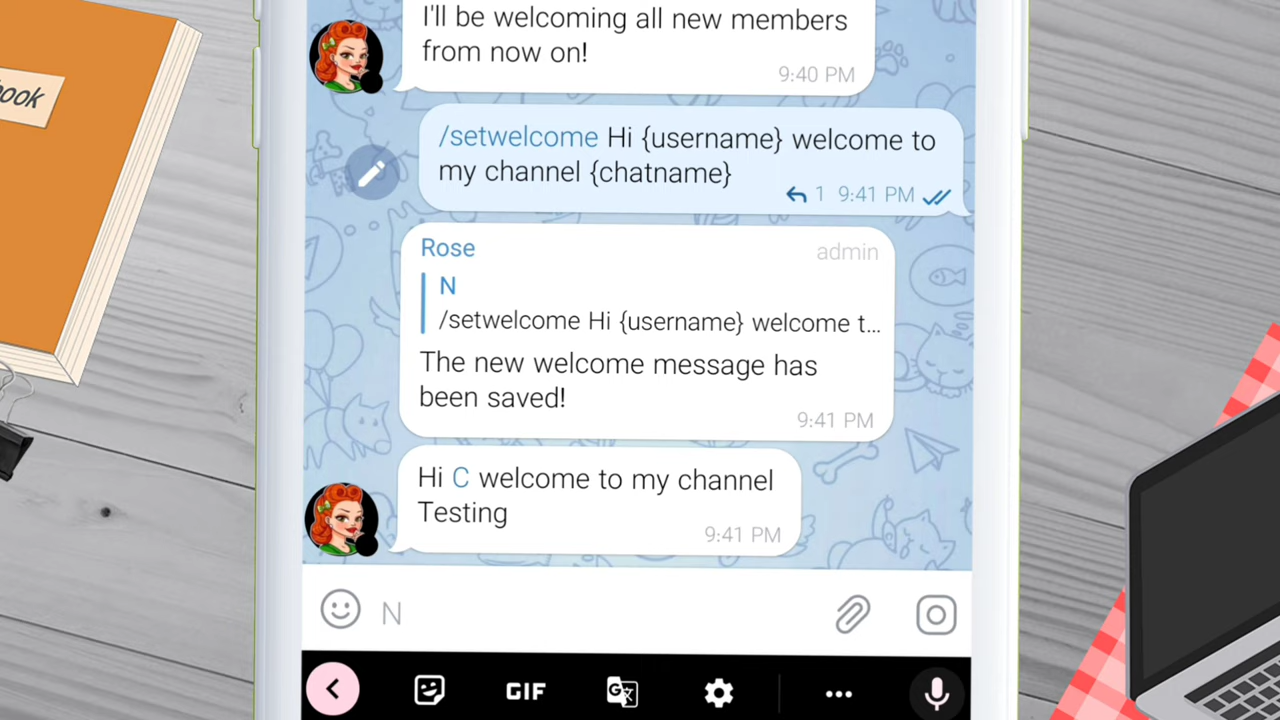 I'll be welcoming all new members
from now on!
9:40 PM
ook
/setwelcome Hi {username} welcome to
my channel {chatname}
1 9:41 PM
Rose admin
N
/setwelcome Hi {username} welcome t...
The new welcome message has
been saved!
9:41 PM
Hi C welcome to my channel
Testing
9:41 PM
N
GIF